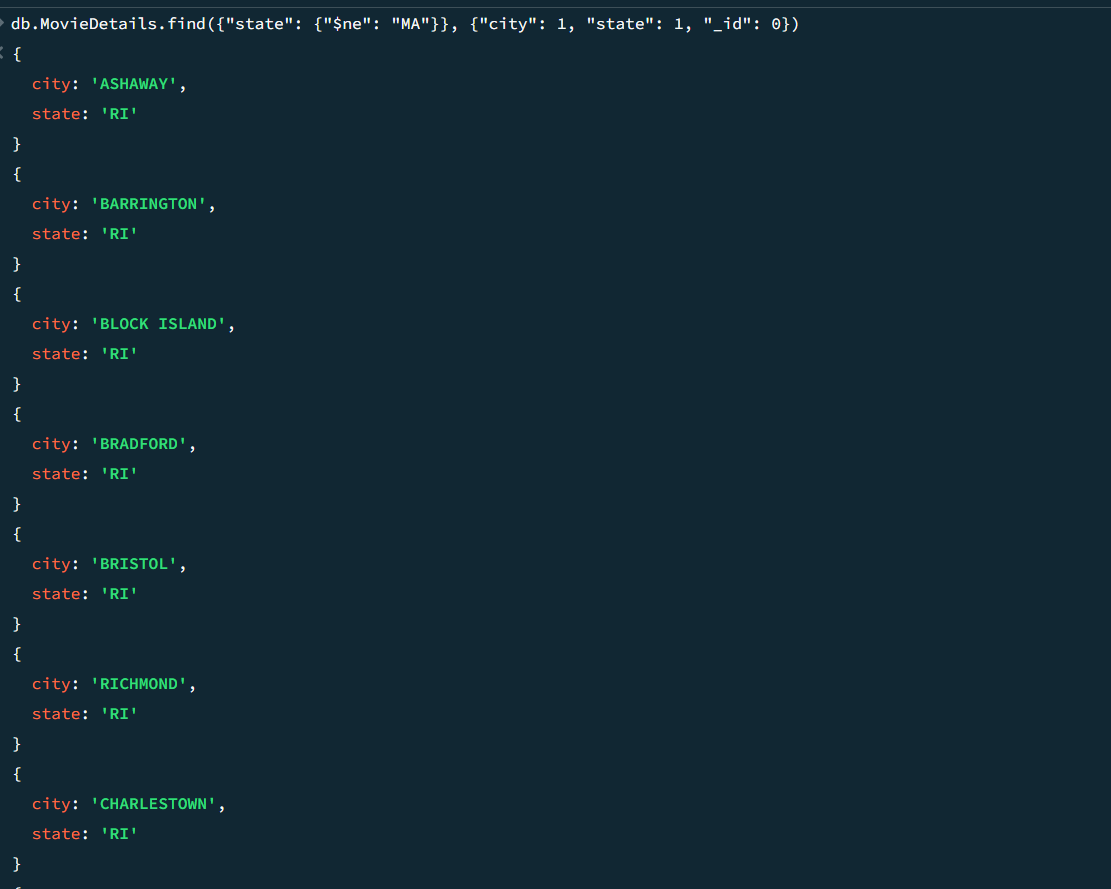 db.MovieDetails.find({"state": {"$ne": "MA"}}, {"city": 1, "state": 1, "_id": 0})
{
city: 'ASHAWAY',
state: 'RI'
}
{
city: 'BARRINGTON',
state: 'RI'
}
{
city: 'BLOCK ISLAND',
state: 'RI'
}
{
city: 'BRADFORD',
state: 'RI'
}
{
city: 'BRISTOL',
state: 'RI'
}
{
city: 'RICHMOND',
state: 'RI'
}
{
city: 'CHARLESTOWN',
state: 'RI'
}